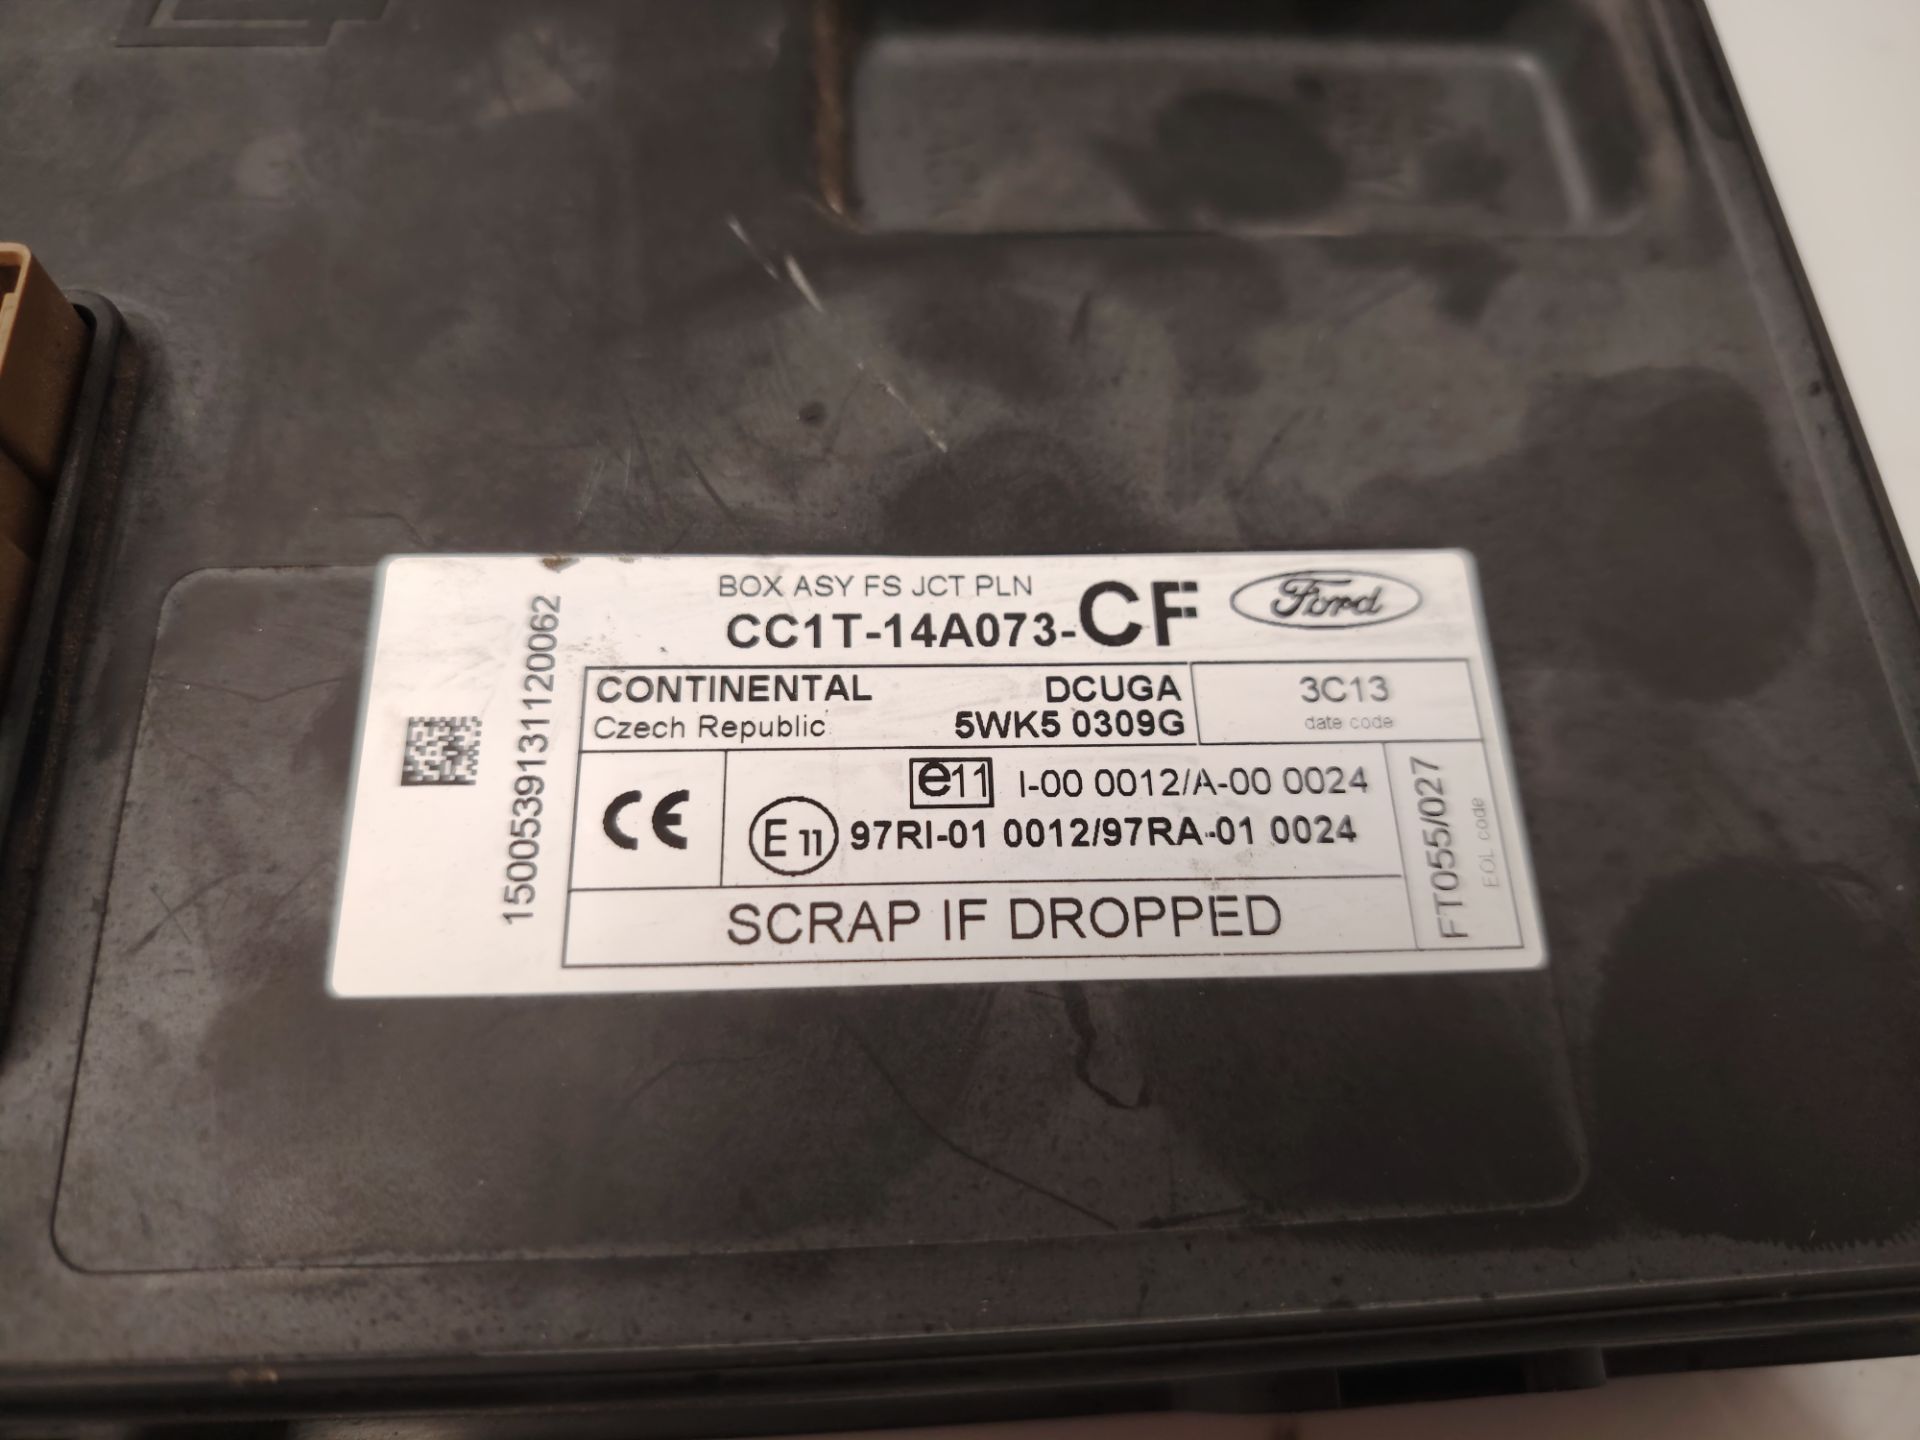 BOX ASY FS JCT PLN
CC1T-14A073-CF
Ford
CONTINENTAL DCUGA
Czech Republic 5WK5 0309G
3C13
date code
CE
e11 I-00 0012/A-00 0024
E11 97RI-01 0012/97RA-01 0024
SCRAP IF DROPPED
FT055/027
EOL code
15005391311120062